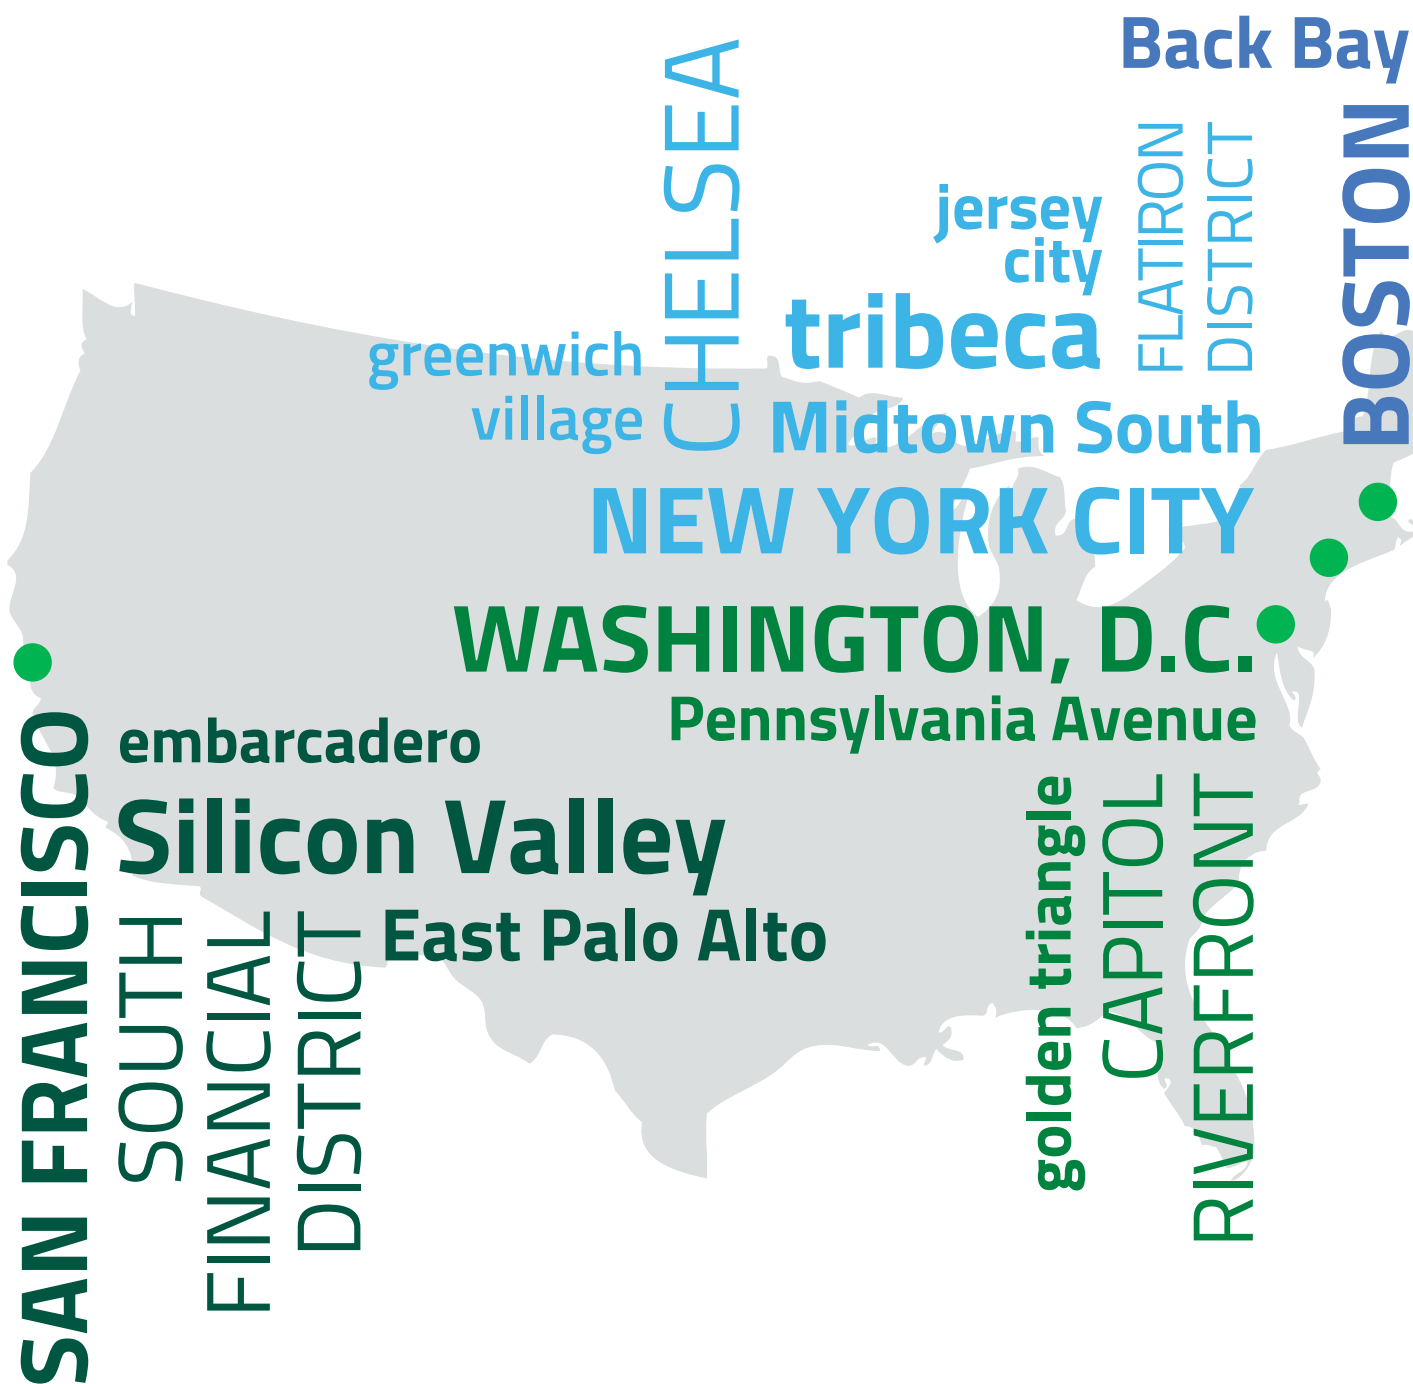 Back Bay
BOSTON
CHELSEA
FLATIRON
DISTRICT
jersey
city
tribeca
greenwich
village
Midtown South
NEW YORK CITY
WASHINGTON, D.C.
Pennsylvania Avenue
golden triangle
CAPITOL
RIVERFRONT
SAN FRANCISCO
embarcadero
Silicon Valley
East Palo Alto
SOUTH
FINANCIAL
DISTRICT